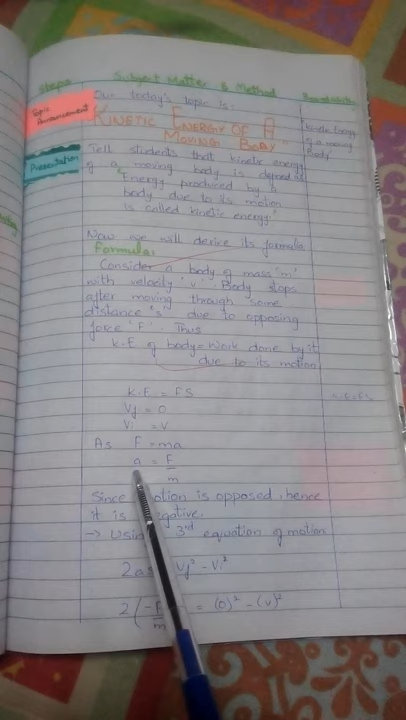 Steps
Subject Matter & Method
Topic
Announcement
Our today's topic is:
"KINETIC ENERGY OF A
MOVING BODY"
kinetic Energy
of a moving
body
Presentation
Tell students that kinetic energy
of a moving body is defined as
"Energy produced by a
body due to its motion
is called kinetic energy."
Now we will derive its formula
Formula:
Consider a body of mass 'm'
with velocity 'v'. Body stops
after moving through some
distance 's' due to opposing
force 'F'. Thus
K.E of body = Work done by it
due to its motion
K.E = FS
K.E = FS
Vf = 0
Vi = V
As F = ma
a = F
m
Since motion is opposed, hence
it is negative.
→ Using 3rd equation of motion
2as = Vf² - Vi²
2(-F/m) = (0)² - (v)²